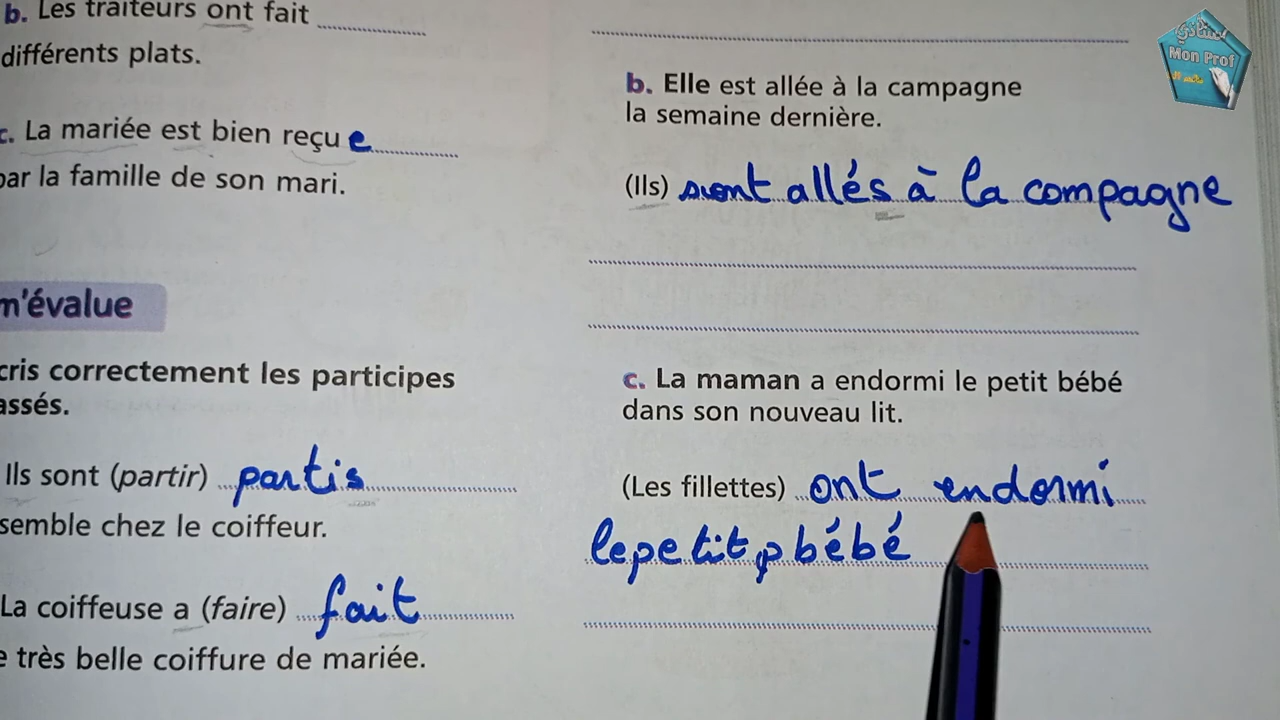 b. Les traiteurs ont fait
différents plats.
c. La mariée est bien reçue
par la famille de son mari.
m'évalue
cris correctement les participes
assés.
Ils sont (partir) partis
semble chez le coiffeur.
La coiffeuse a (faire) fait
e très belle coiffure de mariée.
b. Elle est allée à la campagne
la semaine dernière.
(Ils) sont allés à la compagne
c. La maman a endormi le petit bébé
dans son nouveau lit.
(Les fillettes) ont endormi
le petit bébé
Mon Prof